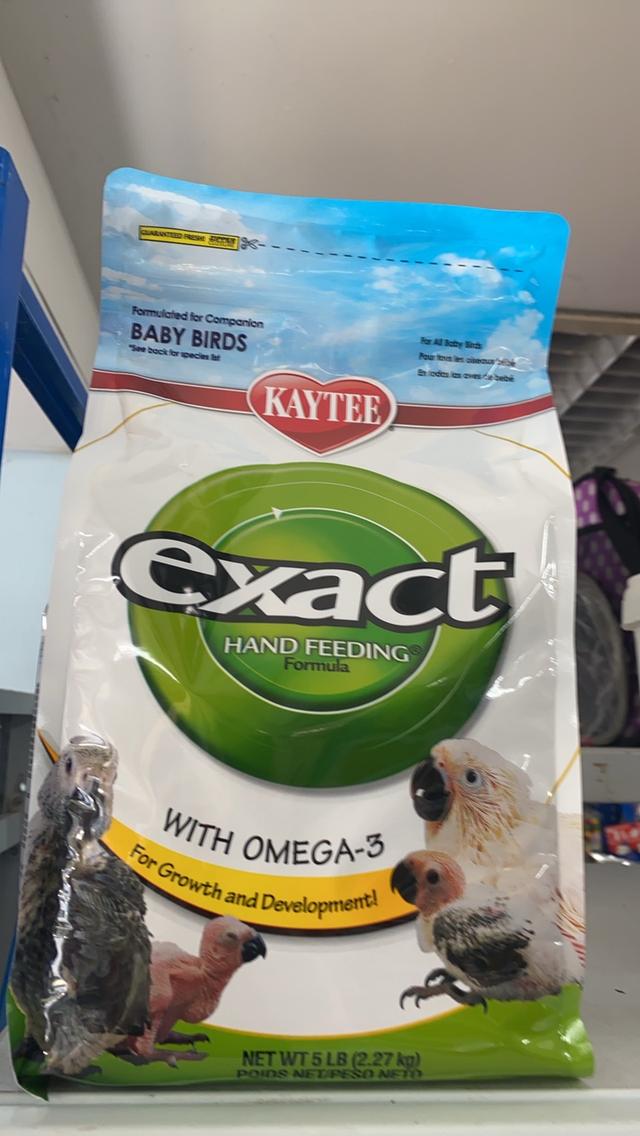 GUARANTEED FRESH!
Formulated for Companion
BABY BIRDS
*See back for species list
For All Baby Birds
Pour tous les oiseaux bébé
En todas las aves de bebé
KAYTEE
exact
HAND FEEDING®
Formula
WITH OMEGA-3
For Growth and Development!
NET WT 5 LB (2.27 kg)
POIDS NET/PESO NETO